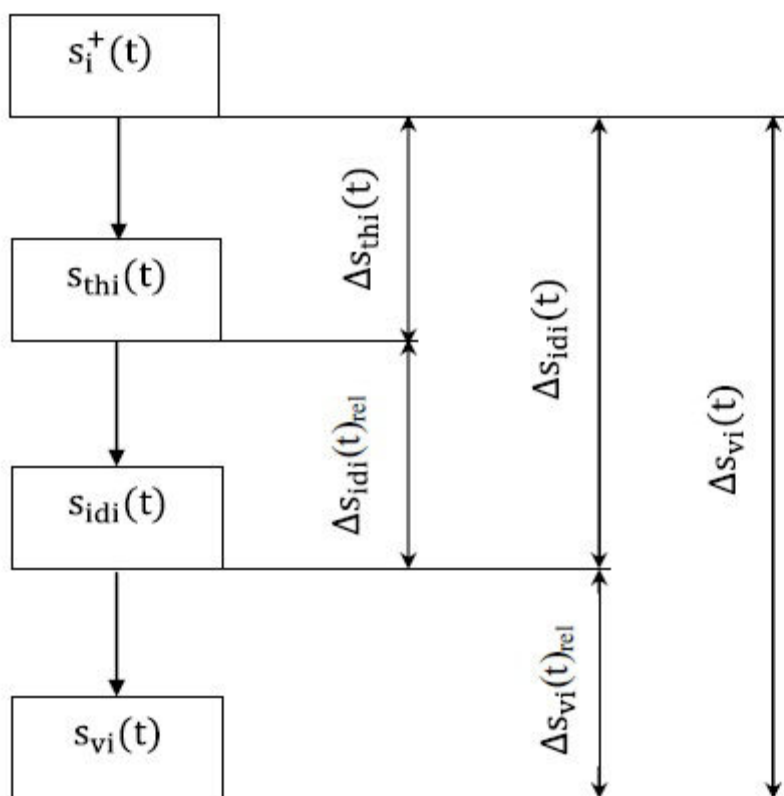 s_i^+(t)
Δs_thi(t)
s_thi(t)
Δs_idi(t)
Δs_vi(t)
Δs_idi(t)_rel
s_idi(t)
Δs_vi(t)_rel
s_vi(t)